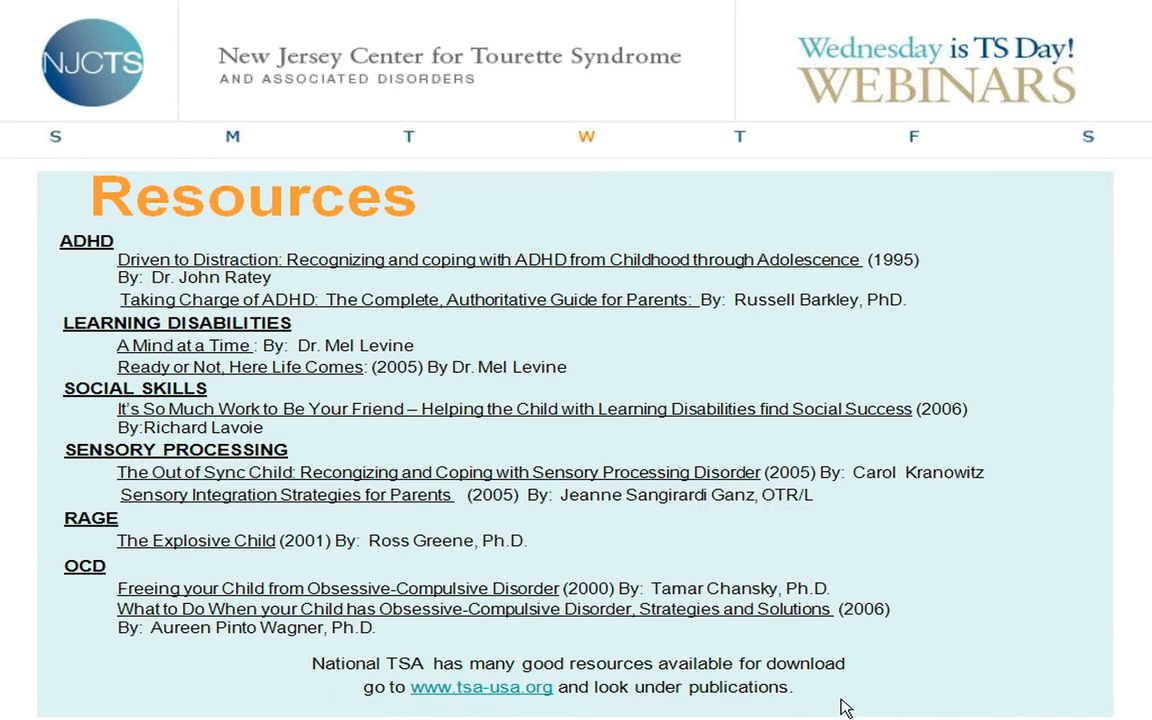 NJCTS
New Jersey Center for Tourette Syndrome
AND ASSOCIATED DISORDERS
Wednesday is TS Day!
WEBINARS
S M T W T F S
Resources
ADHD
Driven to Distraction: Recognizing and coping with ADHD from Childhood through Adolescence (1995)
By: Dr. John Ratey
Taking Charge of ADHD: The Complete, Authoritative Guide for Parents: By: Russell Barkley, PhD.
LEARNING DISABILITIES
A Mind at a Time : By: Dr. Mel Levine
Ready or Not, Here Life Comes: (2005) By Dr. Mel Levine
SOCIAL SKILLS
It's So Much Work to Be Your Friend – Helping the Child with Learning Disabilities find Social Success (2006)
By:Richard Lavoie
SENSORY PROCESSING
The Out of Sync Child: Recongizing and Coping with Sensory Processing Disorder (2005) By: Carol Kranowitz
Sensory Integration Strategies for Parents (2005) By: Jeanne Sangirardi Ganz, OTR/L
RAGE
The Explosive Child (2001) By: Ross Greene, Ph.D.
OCD
Freeing your Child from Obsessive-Compulsive Disorder (2000) By: Tamar Chansky, Ph.D.
What to Do When your Child has Obsessive-Compulsive Disorder, Strategies and Solutions (2006)
By: Aureen Pinto Wagner, Ph.D.
National TSA has many good resources available for download
go to www.tsa-usa.org and look under publications.